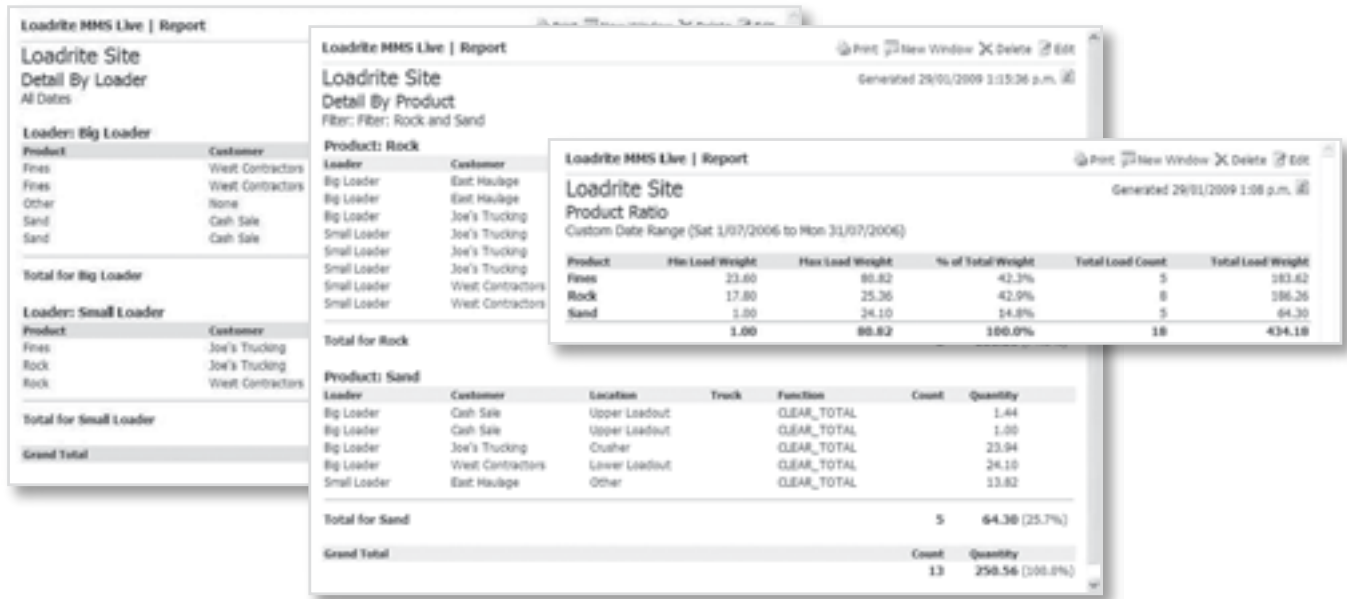 Loadrite MMS Live | Report
Loadrite Site
Detail By Loader
All Dates
Loader: Big Loader
Product Customer
Fines West Contractors
Fines West Contractors
Other None
Sand Cash Sale
Sand Cash Sale
Total for Big Loader
Loader: Small Loader
Product Customer
Fines Joe's Trucking
Rock Joe's Trucking
Rock West Contractors
Total for Small Loader
Grand Total
Loadrite MMS Live | Report Print New Window Delete Edit
Loadrite Site Generated 29/01/2009 1:15:36 p.m.
Detail By Product
Filter: Filter: Rock and Sand
Product: Rock
Loader Customer
Big Loader East Haulage
Big Loader East Haulage
Big Loader Joe's Trucking
Small Loader Joe's Trucking
Small Loader Joe's Trucking
Small Loader Joe's Trucking
Small Loader West Contractors
Small Loader West Contractors
Total for Rock
Product: Sand
Loader Customer Location Truck Function Count Quantity
Big Loader Cash Sale Upper Loadout CLEAR_TOTAL 1.44
Big Loader Cash Sale Upper Loadout CLEAR_TOTAL 1.00
Big Loader Joe's Trucking Crusher CLEAR_TOTAL 23.94
Big Loader West Contractors Lower Loadout CLEAR_TOTAL 24.10
Small Loader East Haulage Other CLEAR_TOTAL 13.82
Total for Sand 5 64.30 (25.7%)
Grand Total Count Quantity
13 250.56 (100.0%)
Loadrite MMS Live | Report Print New Window Delete Edit
Loadrite Site Generated 29/01/2009 1:08 p.m.
Product Ratio
Custom Date Range (Sat 1/07/2006 to Mon 31/07/2006)
Product Min Load Weight Max Load Weight % of Total Weight Total Load Count Total Load Weight
Fines 23.60 80.82 42.3% 5 183.62
Rock 17.80 25.36 42.9% 8 186.26
Sand 1.00 24.10 14.8% 5 64.30
1.00 80.82 100.0% 18 434.18